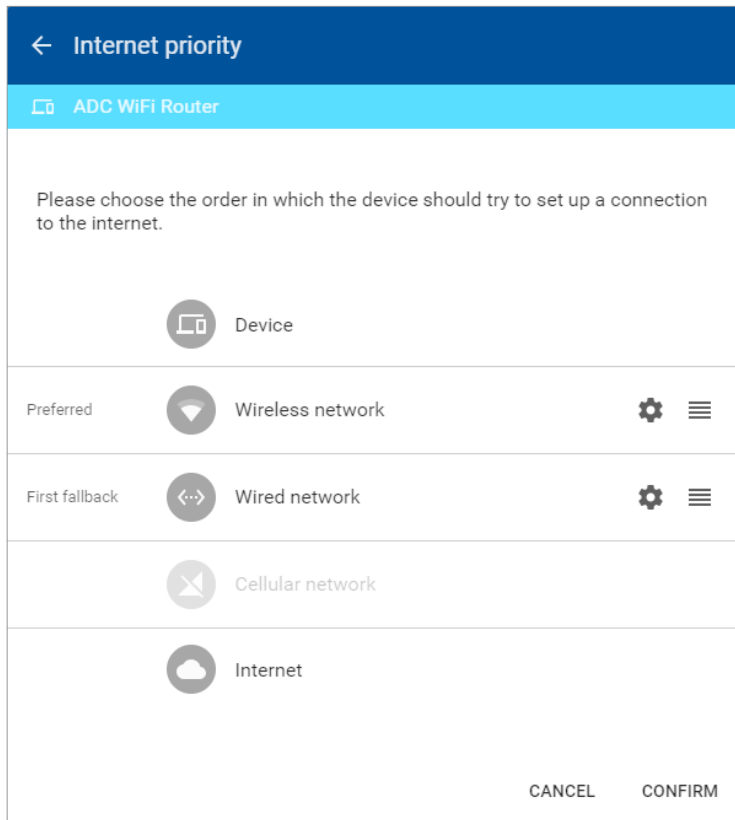 Internet priority
ADC WiFi Router
Please choose the order in which the device should try to set up a connection
to the internet.
Device
Preferred Wireless network
First fallback Wired network
Cellular network
Internet
CANCEL CONFIRM